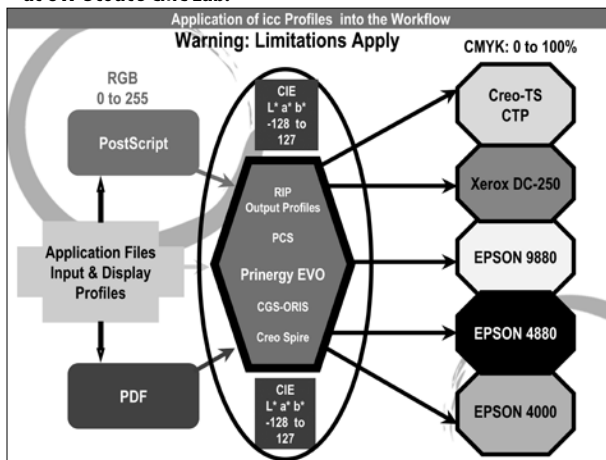 Application of icc Profiles into the Workflow
Warning: Limitations Apply
CMYK: 0 to 100%
RGB
0 to 255
PostScript
Application Files
Input & Display
Profiles
PDF
CIE
L* a* b*
-128 to
127
RIP
Output Profiles
PCS
Prinergy EVO
CGS-ORIS
Creo Spire
CIE
L* a* b*
-128 to
127
Creo-TS
CTP
Xerox DC-250
EPSON 9880
EPSON 4880
EPSON 4000